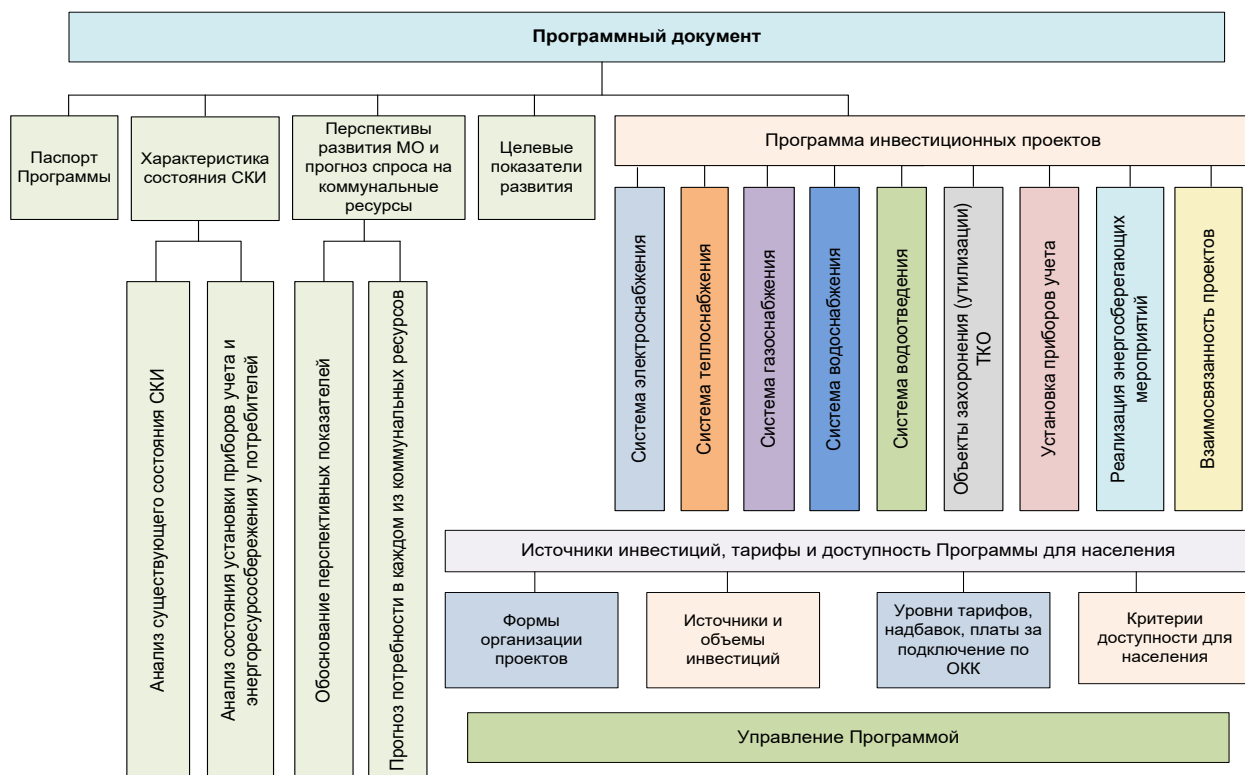 Программный документ
Паспорт
Программы
Характеристика
состояния СКИ
Перспективы
развития МО и
прогноз спроса на
коммунальные
ресурсы
Целевые
показатели
развития
Программа инвестиционных проектов
Анализ существующего состояния СКИ
Анализ состояния установки приборов учета и
энергоресурсосбережения у потребителей
Обоснование перспективных показателей
Прогноз потребности в каждом из коммунальных ресурсов
Система электроснабжения
Система теплоснабжения
Система газоснабжения
Система водоснабжения
Система водоотведения
Объекты захоронения (утилизации)
ТКО
Установка приборов учета
Реализация энергосберегающих
мероприятий
Взаимосвязанность проектов
Источники инвестиций, тарифы и доступность Программы для населения
Формы
организации
проектов
Источники и
объемы
инвестиций
Уровни тарифов,
надбавок, платы за
подключение по
ОКК
Критерии
доступности для
населения
Управление Программой